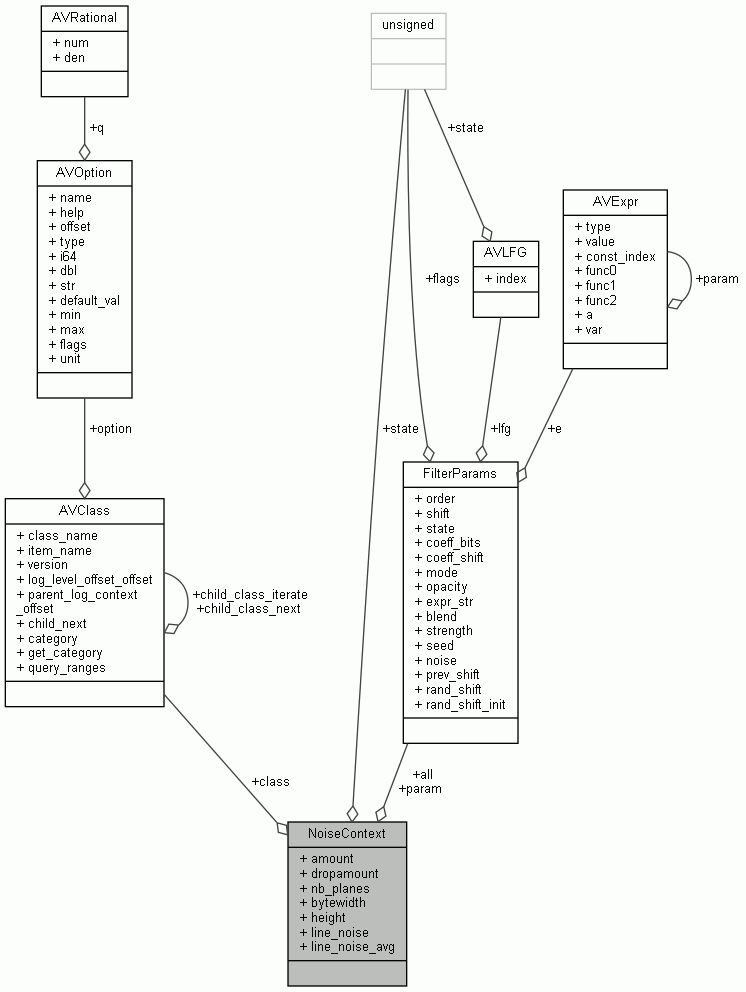 AVRational
+ num
+ den
unsigned
+q
+state
AVOption
+ name
+ help
+ offset
+ type
+ i64
+ dbl
+ str
+ default_val
+ min
+ max
+ flags
+ unit
AVExpr
+ type
+ value
+ const_index
+ func0
+ func1
+ func2
+ a
+ var
+param
AVLFG
+ index
+flags
+option
+state
+lfg
+e
FilterParams
+ order
+ shift
+ state
+ coeff_bits
+ coeff_shift
+ mode
+ opacity
+ expr_str
+ blend
+ strength
+ seed
+ noise
+ prev_shift
+ rand_shift
+ rand_shift_init
AVClass
+ class_name
+ item_name
+ version
+ log_level_offset_offset
+ parent_log_context
_offset
+ child_next
+ category
+ get_category
+ query_ranges
+child_class_iterate
+child_class_next
+class
+all
+param
NoiseContext
+ amount
+ dropamount
+ nb_planes
+ bytewidth
+ height
+ line_noise
+ line_noise_avg